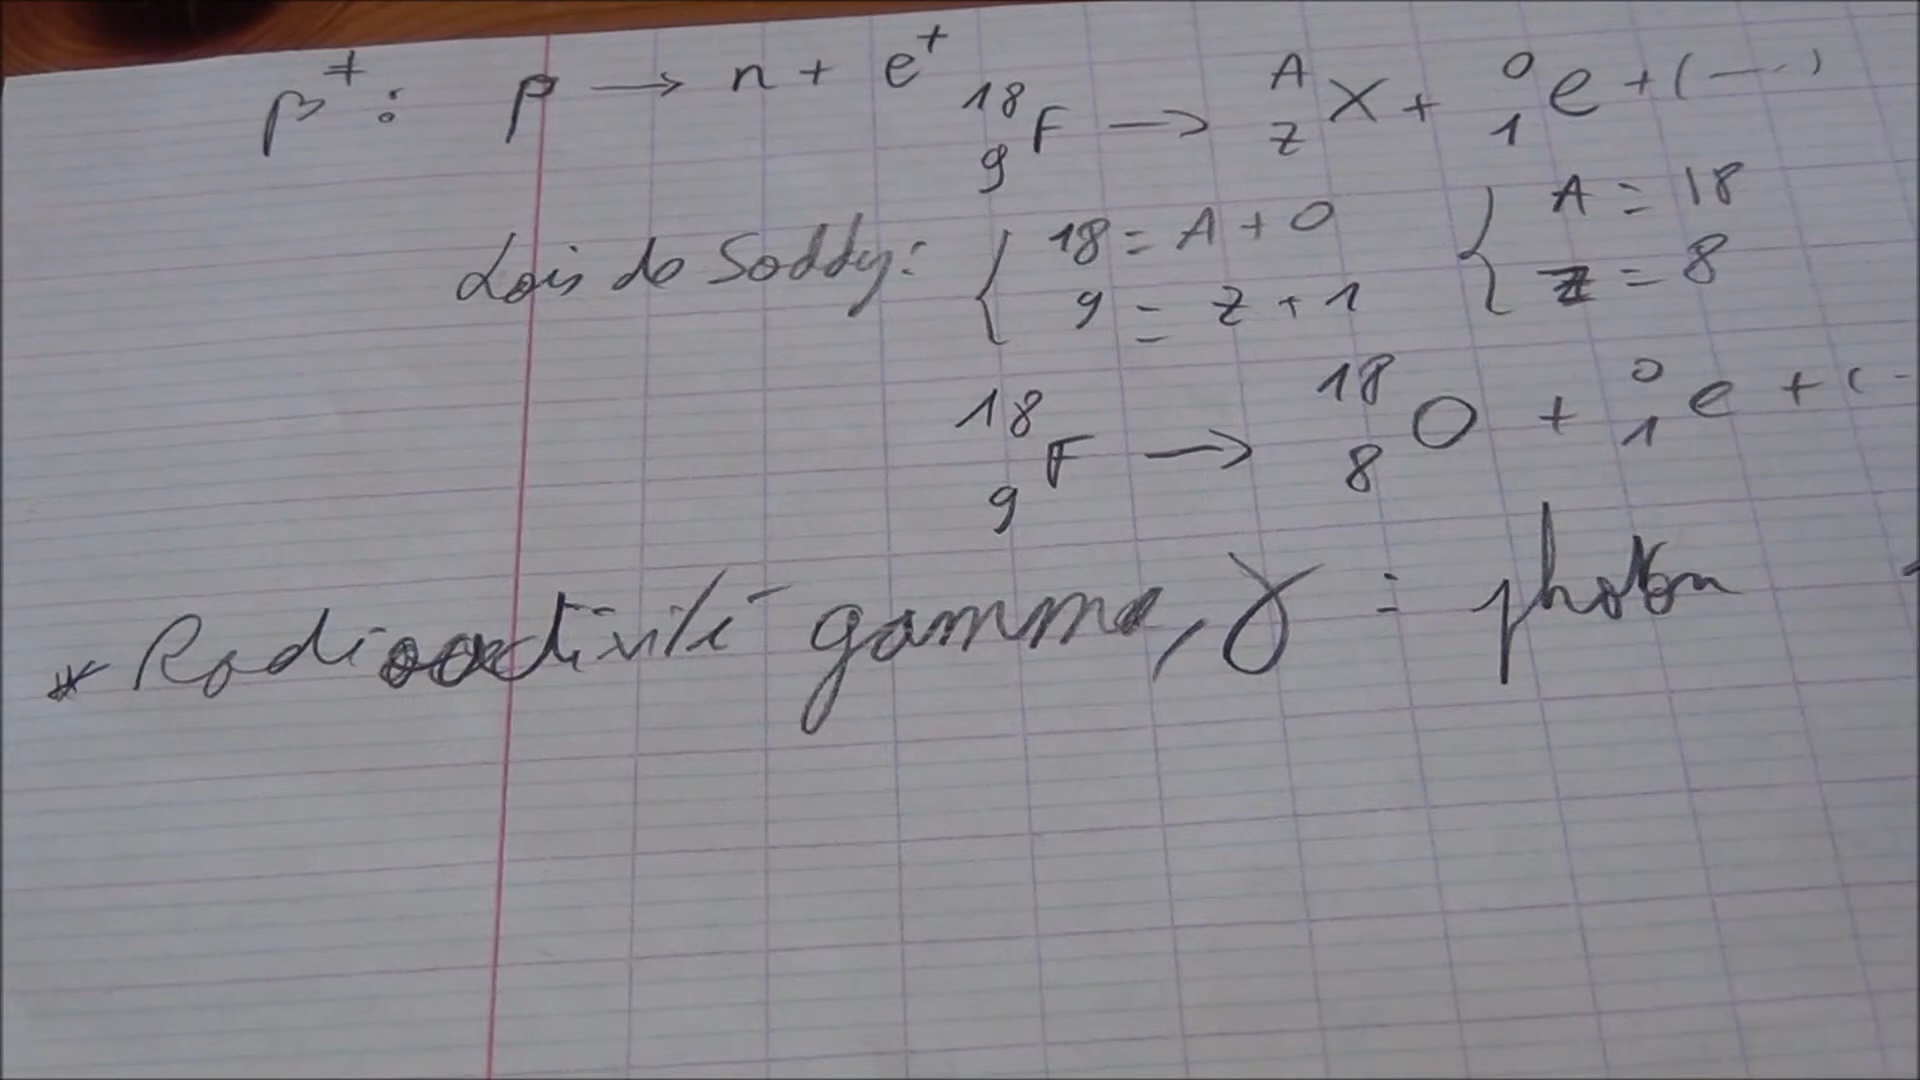 β⁺ : p → n + e⁺
¹⁸₉F → ᴬ_Z X + ⁰₁e + (---)
Lois de Soddy : { 18 = A + 0 { A = 18
9 = Z + 1 Z = 8
¹⁸₉F → ¹⁸₈O + ⁰₁e + (-
* Radioactivité gamma, γ = photon